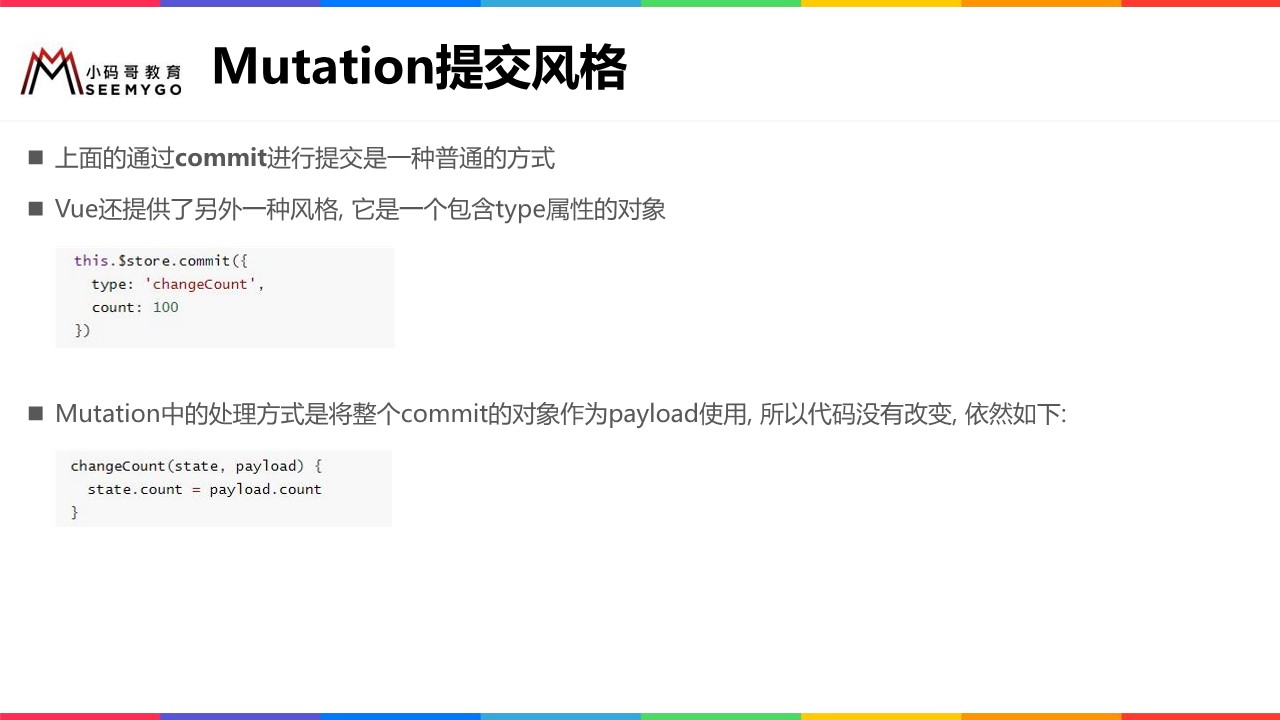 小码哥教育
SEEMYGO
Mutation提交风格
上面的通过commit进行提交是一种普通的方式
Vue还提供了另外一种风格, 它是一个包含type属性的对象
this.$store.commit({
  type: 'changeCount',
  count: 100
})
Mutation中的处理方式是将整个commit的对象作为payload使用, 所以代码没有改变, 依然如下:
changeCount(state, payload) {
  state.count = payload.count
}